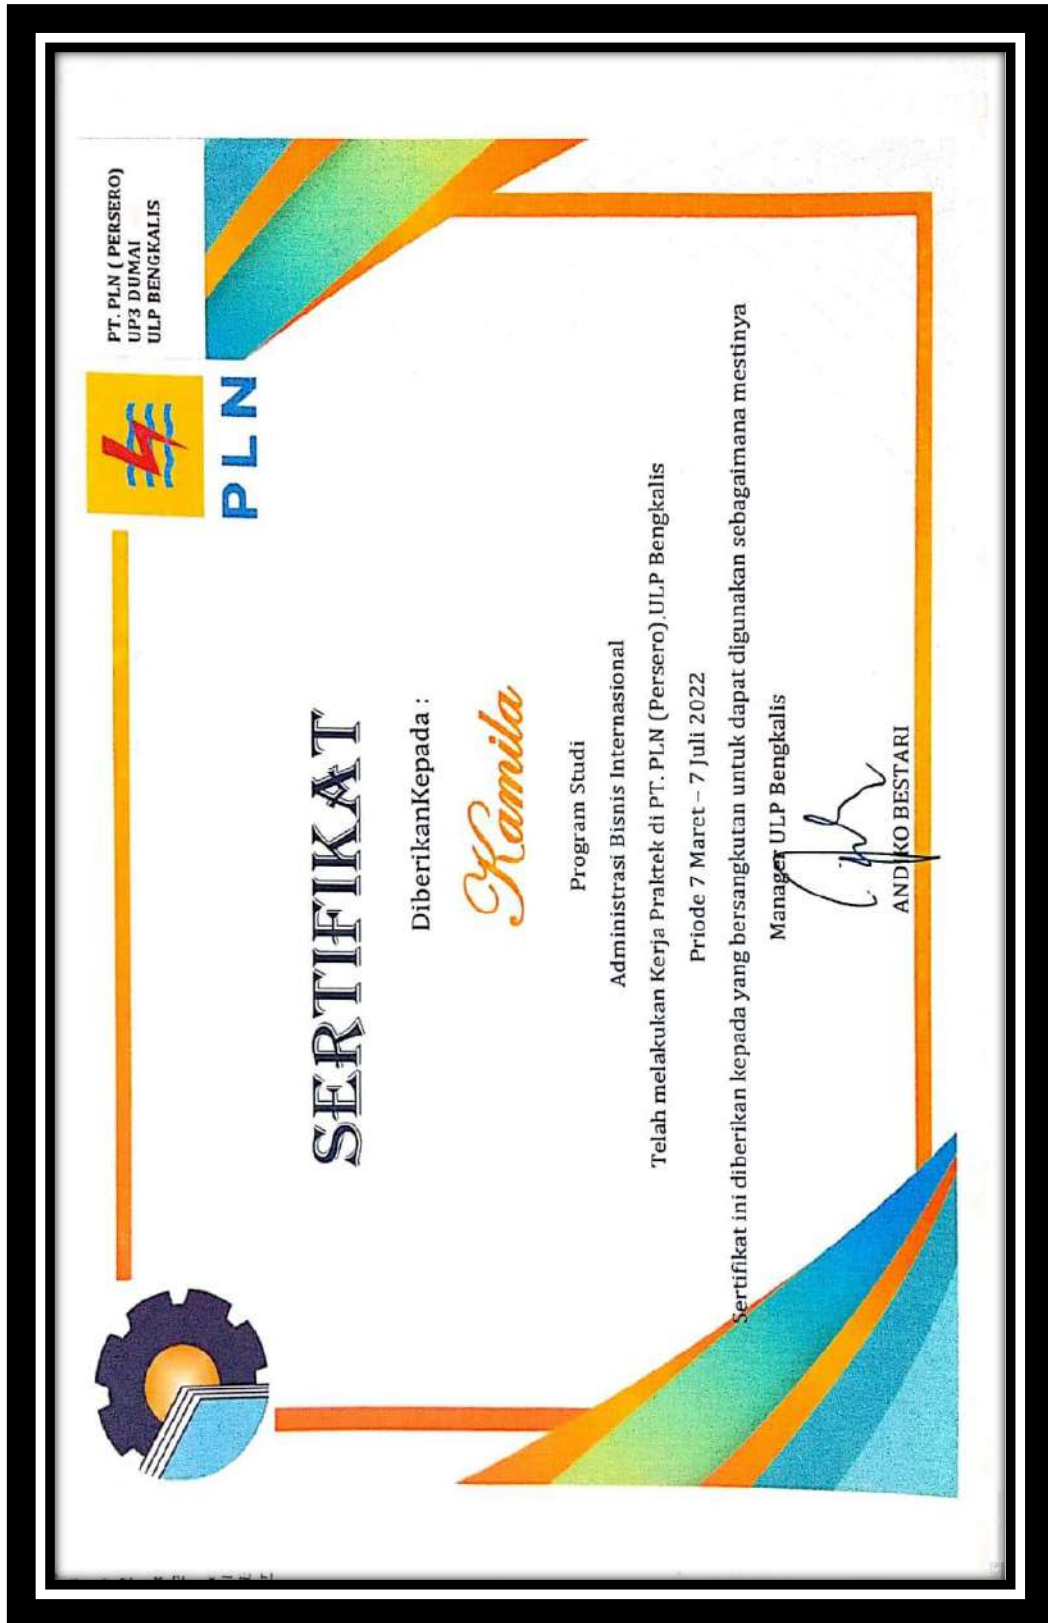 PT. PLN ( PERSERO)
UP3 DUMAI
ULP BENGKALIS
PLN
SERTIFIKAT
DiberikanKepada :
Kamila
Program Studi
Administrasi Bisnis Internasional
Telah melakukan Kerja Praktek di PT. PLN (Persero) ULP Bengkalis
Priode 7 Maret – 7 Juli 2022
Sertifikat ini diberikan kepada yang bersangkutan untuk dapat digunakan sebagaimana mestinya
Manager ULP Bengkalis
ANDIKO BESTARI